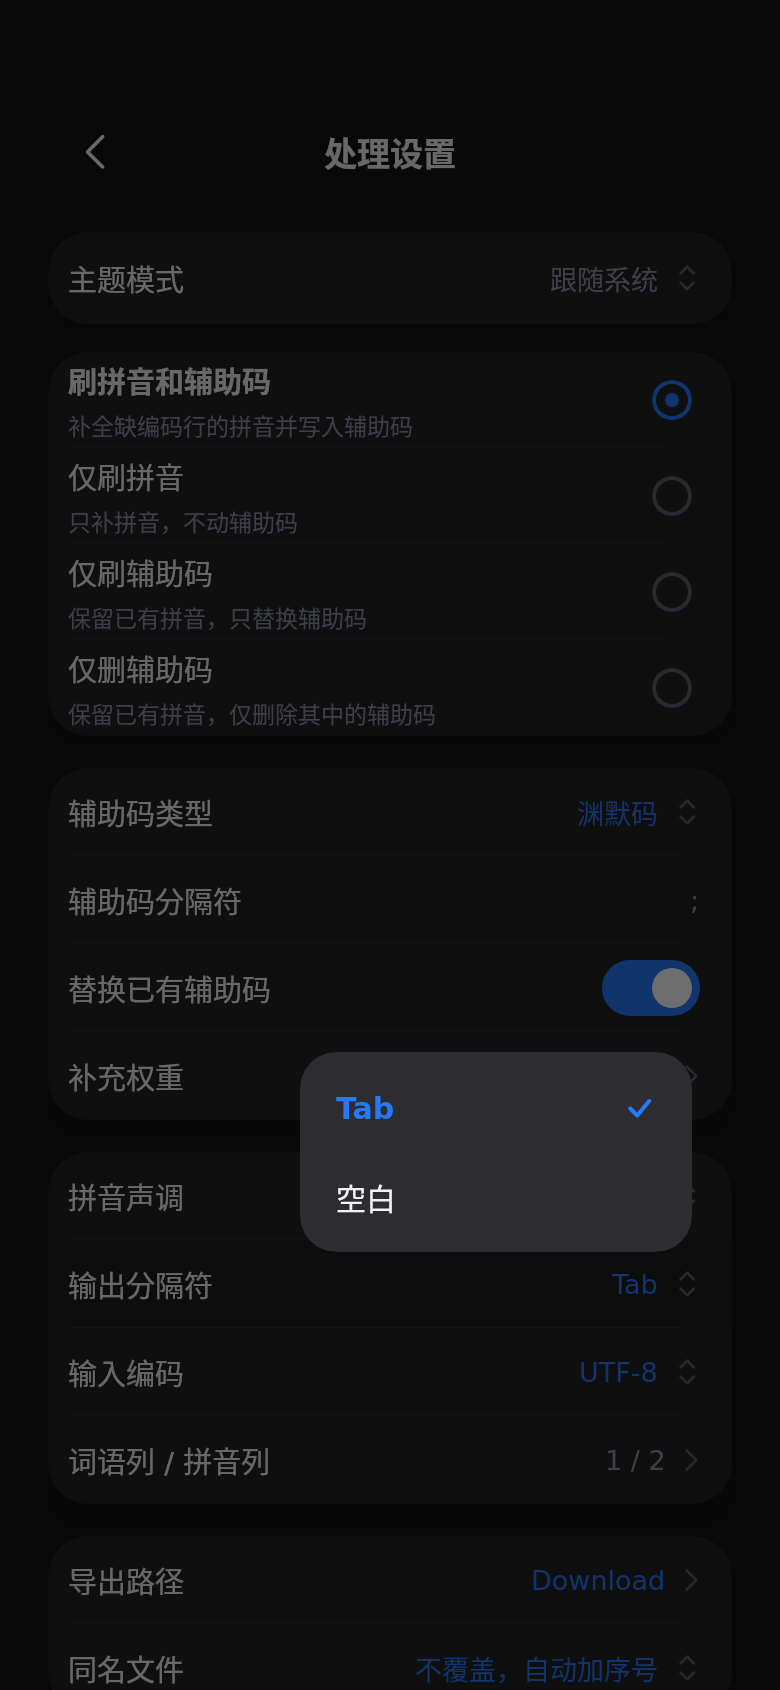 处理设置
主题模式 跟随系统
刷拼音和辅助码
补全缺编码行的拼音并写入辅助码
仅刷拼音
只补拼音，不动辅助码
仅刷辅助码
保留已有拼音，只替换辅助码
仅删辅助码
保留已有拼音，仅删除其中的辅助码
辅助码类型 渊默码
辅助码分隔符 ;
替换已有辅助码
补充权重
Tab
拼音声调
空白
输出分隔符 Tab
输入编码 UTF-8
词语列 / 拼音列 1 / 2
导出路径 Download
同名文件 不覆盖，自动加序号